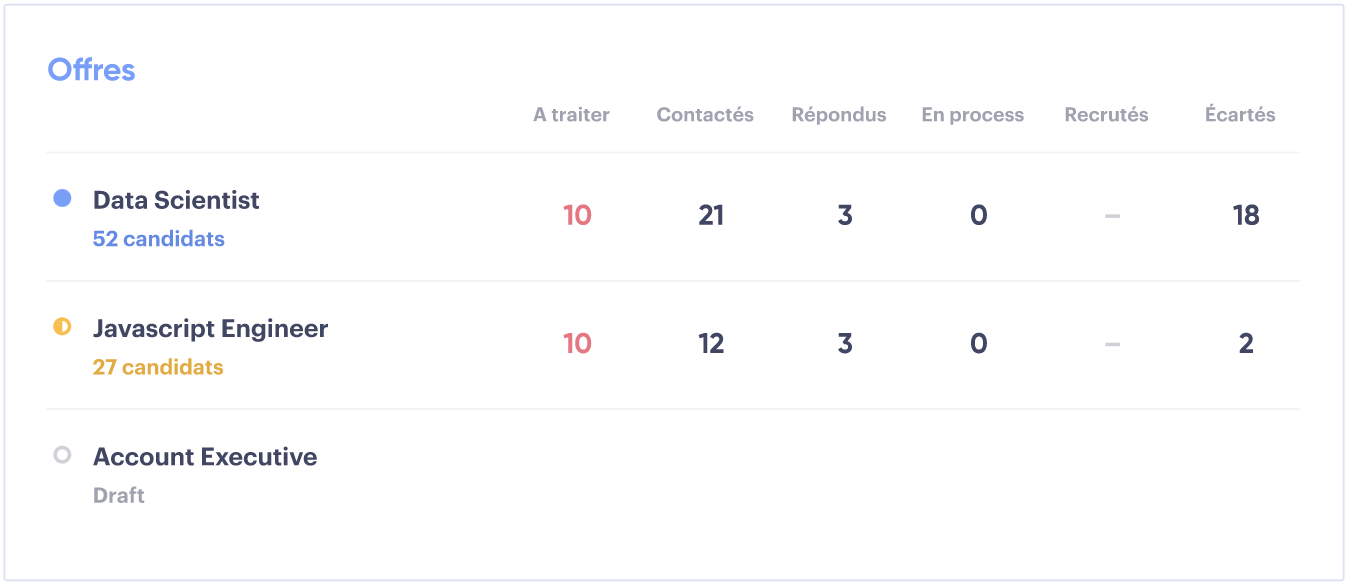 Offres
A traiter Contactés Répondus En process Recrutés Écartés
Data Scientist
52 candidats
10 21 3 0 – 18
Javascript Engineer
27 candidats
10 12 3 0 – 2
Account Executive
Draft